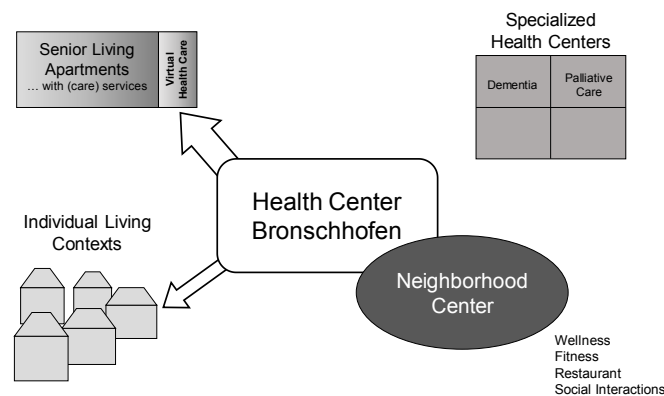 Senior Living
Apartments
... with (care) services
Virtual
Health Care
Specialized
Health Centers
Dementia
Palliative
Care
Health Center
Bronschhofen
Individual Living
Contexts
Neighborhood
Center
Wellness
Fitness
Restaurant
Social Interactions